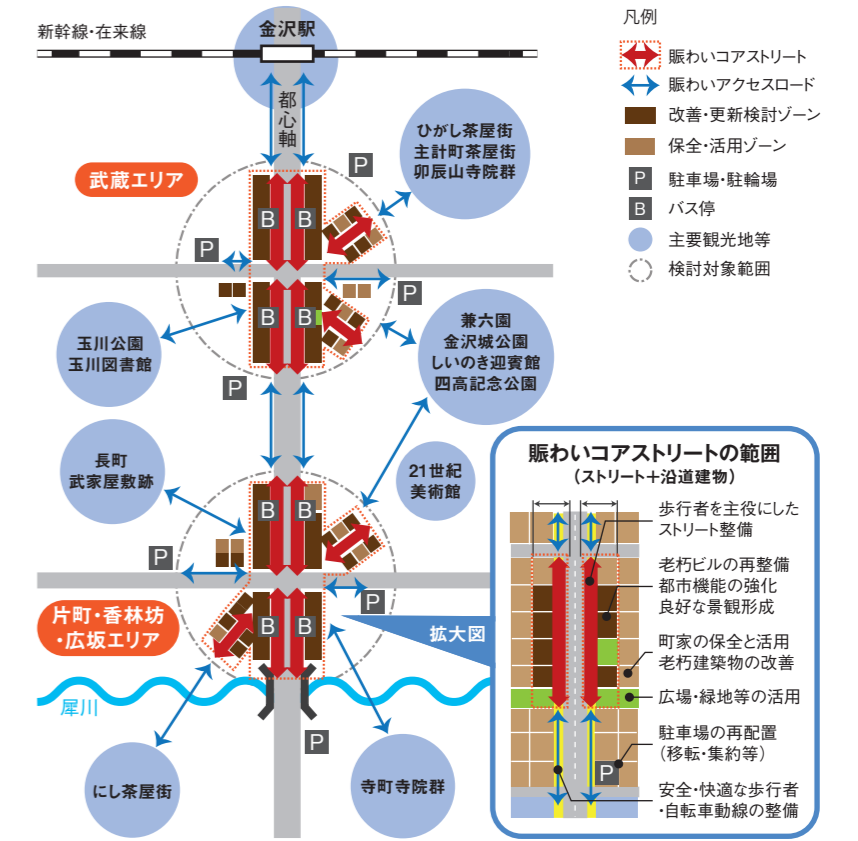 新幹線・在来線
金沢駅
都心軸
武蔵エリア
P
ひがし茶屋街
主計町茶屋街
卯辰山寺院群
B
B
P
P
B
B
玉川公園
玉川図書館
兼六園
金沢城公園
しいのき迎賓館
四高記念公園
P
長町
武家屋敷跡
21世紀
美術館
B
B
P
P
片町・香林坊
・広坂エリア
B
B
拡大図
犀川
P
にし茶屋街
寺町寺院群
凡例
賑わいコアストリート
賑わいアクセスロード
改善・更新検討ゾーン
保全・活用ゾーン
P 駐車場・駐輪場
B バス停
主要観光地等
検討対象範囲
賑わいコアストリートの範囲
（ストリート＋沿道建物）
歩行者を主役にした
ストリート整備
老朽ビルの再整備
都市機能の強化
良好な景観形成
町家の保全と活用
老朽建築物の改善
広場・緑地等の活用
駐車場の再配置
（移転・集約等）
P
安全・快適な歩行者
・自転車動線の整備